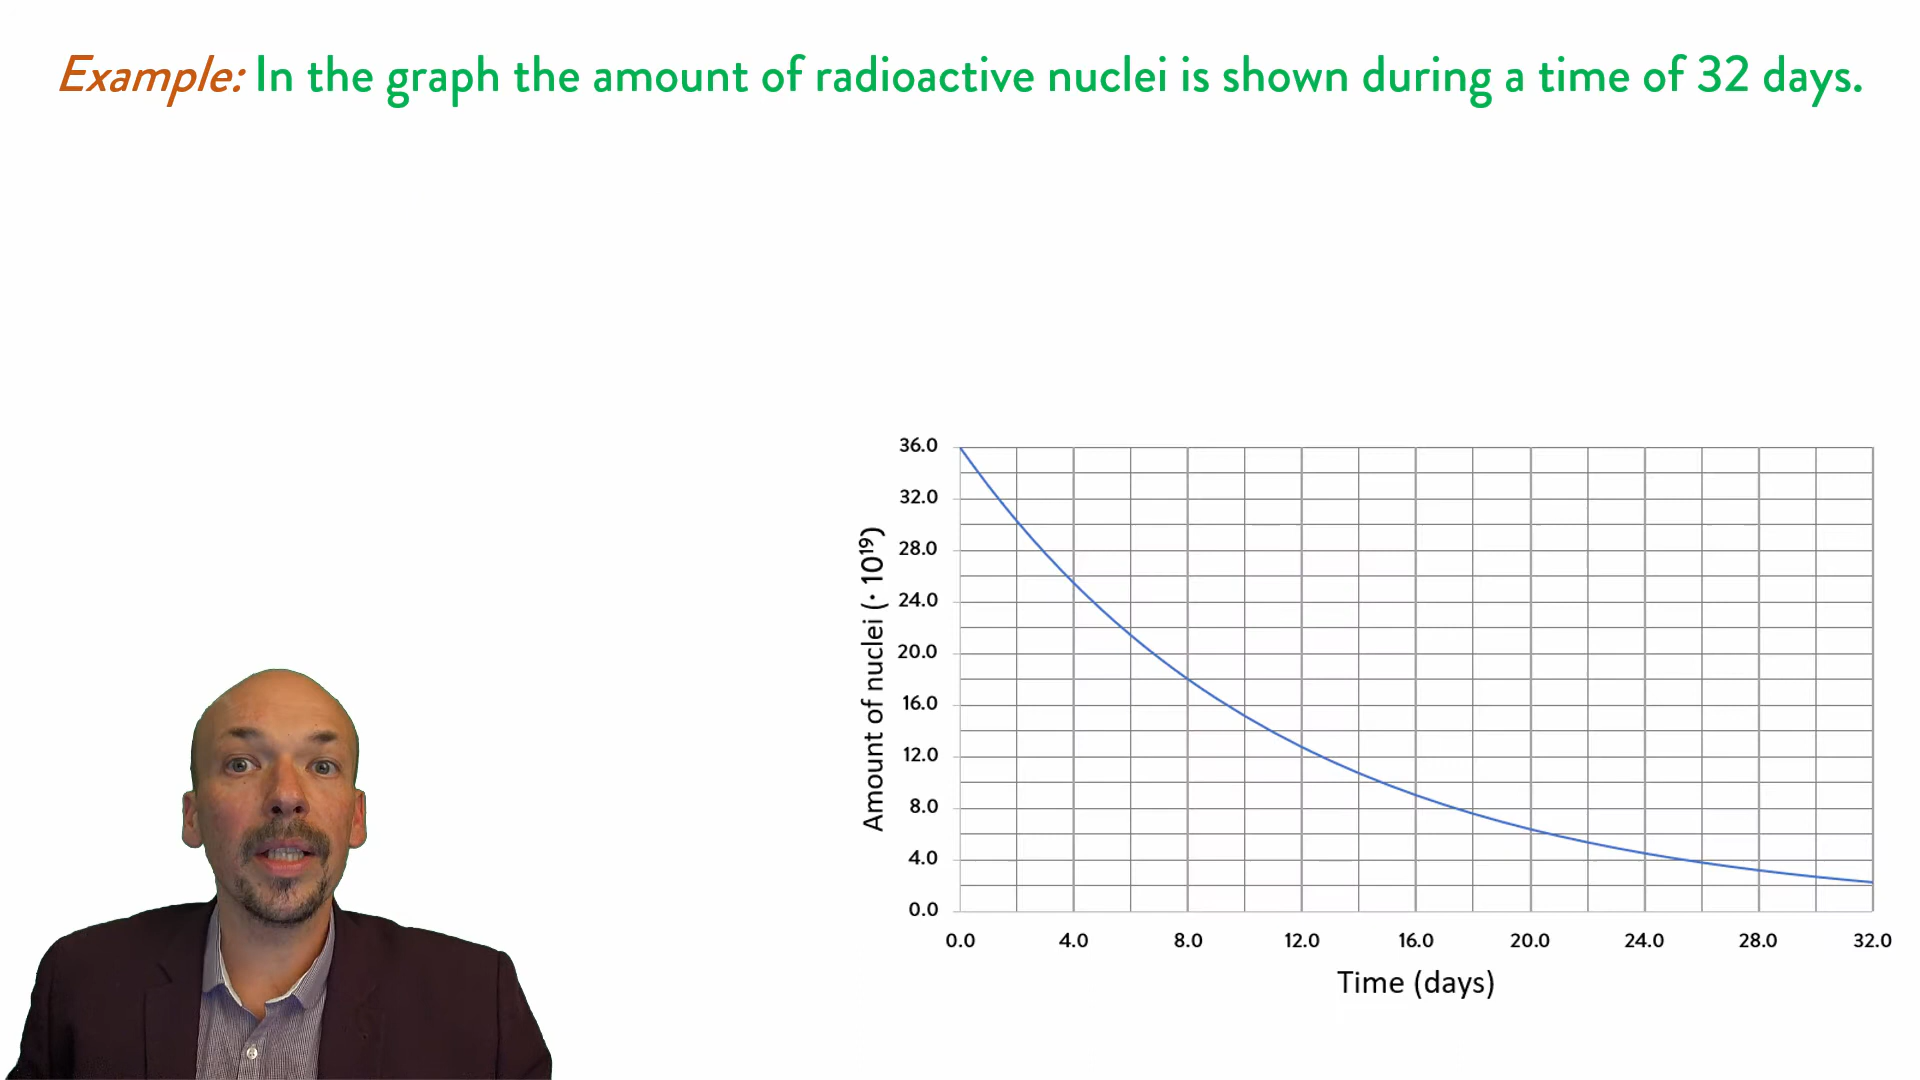 Example: In the graph the amount of radioactive nuclei is shown during a time of 32 days.
36.0
32.0
28.0
24.0
20.0
16.0
12.0
8.0
4.0
0.0
Amount of nuclei (· 10¹⁹)
0.0 4.0 8.0 12.0 16.0 20.0 24.0 28.0 32.0
Time (days)